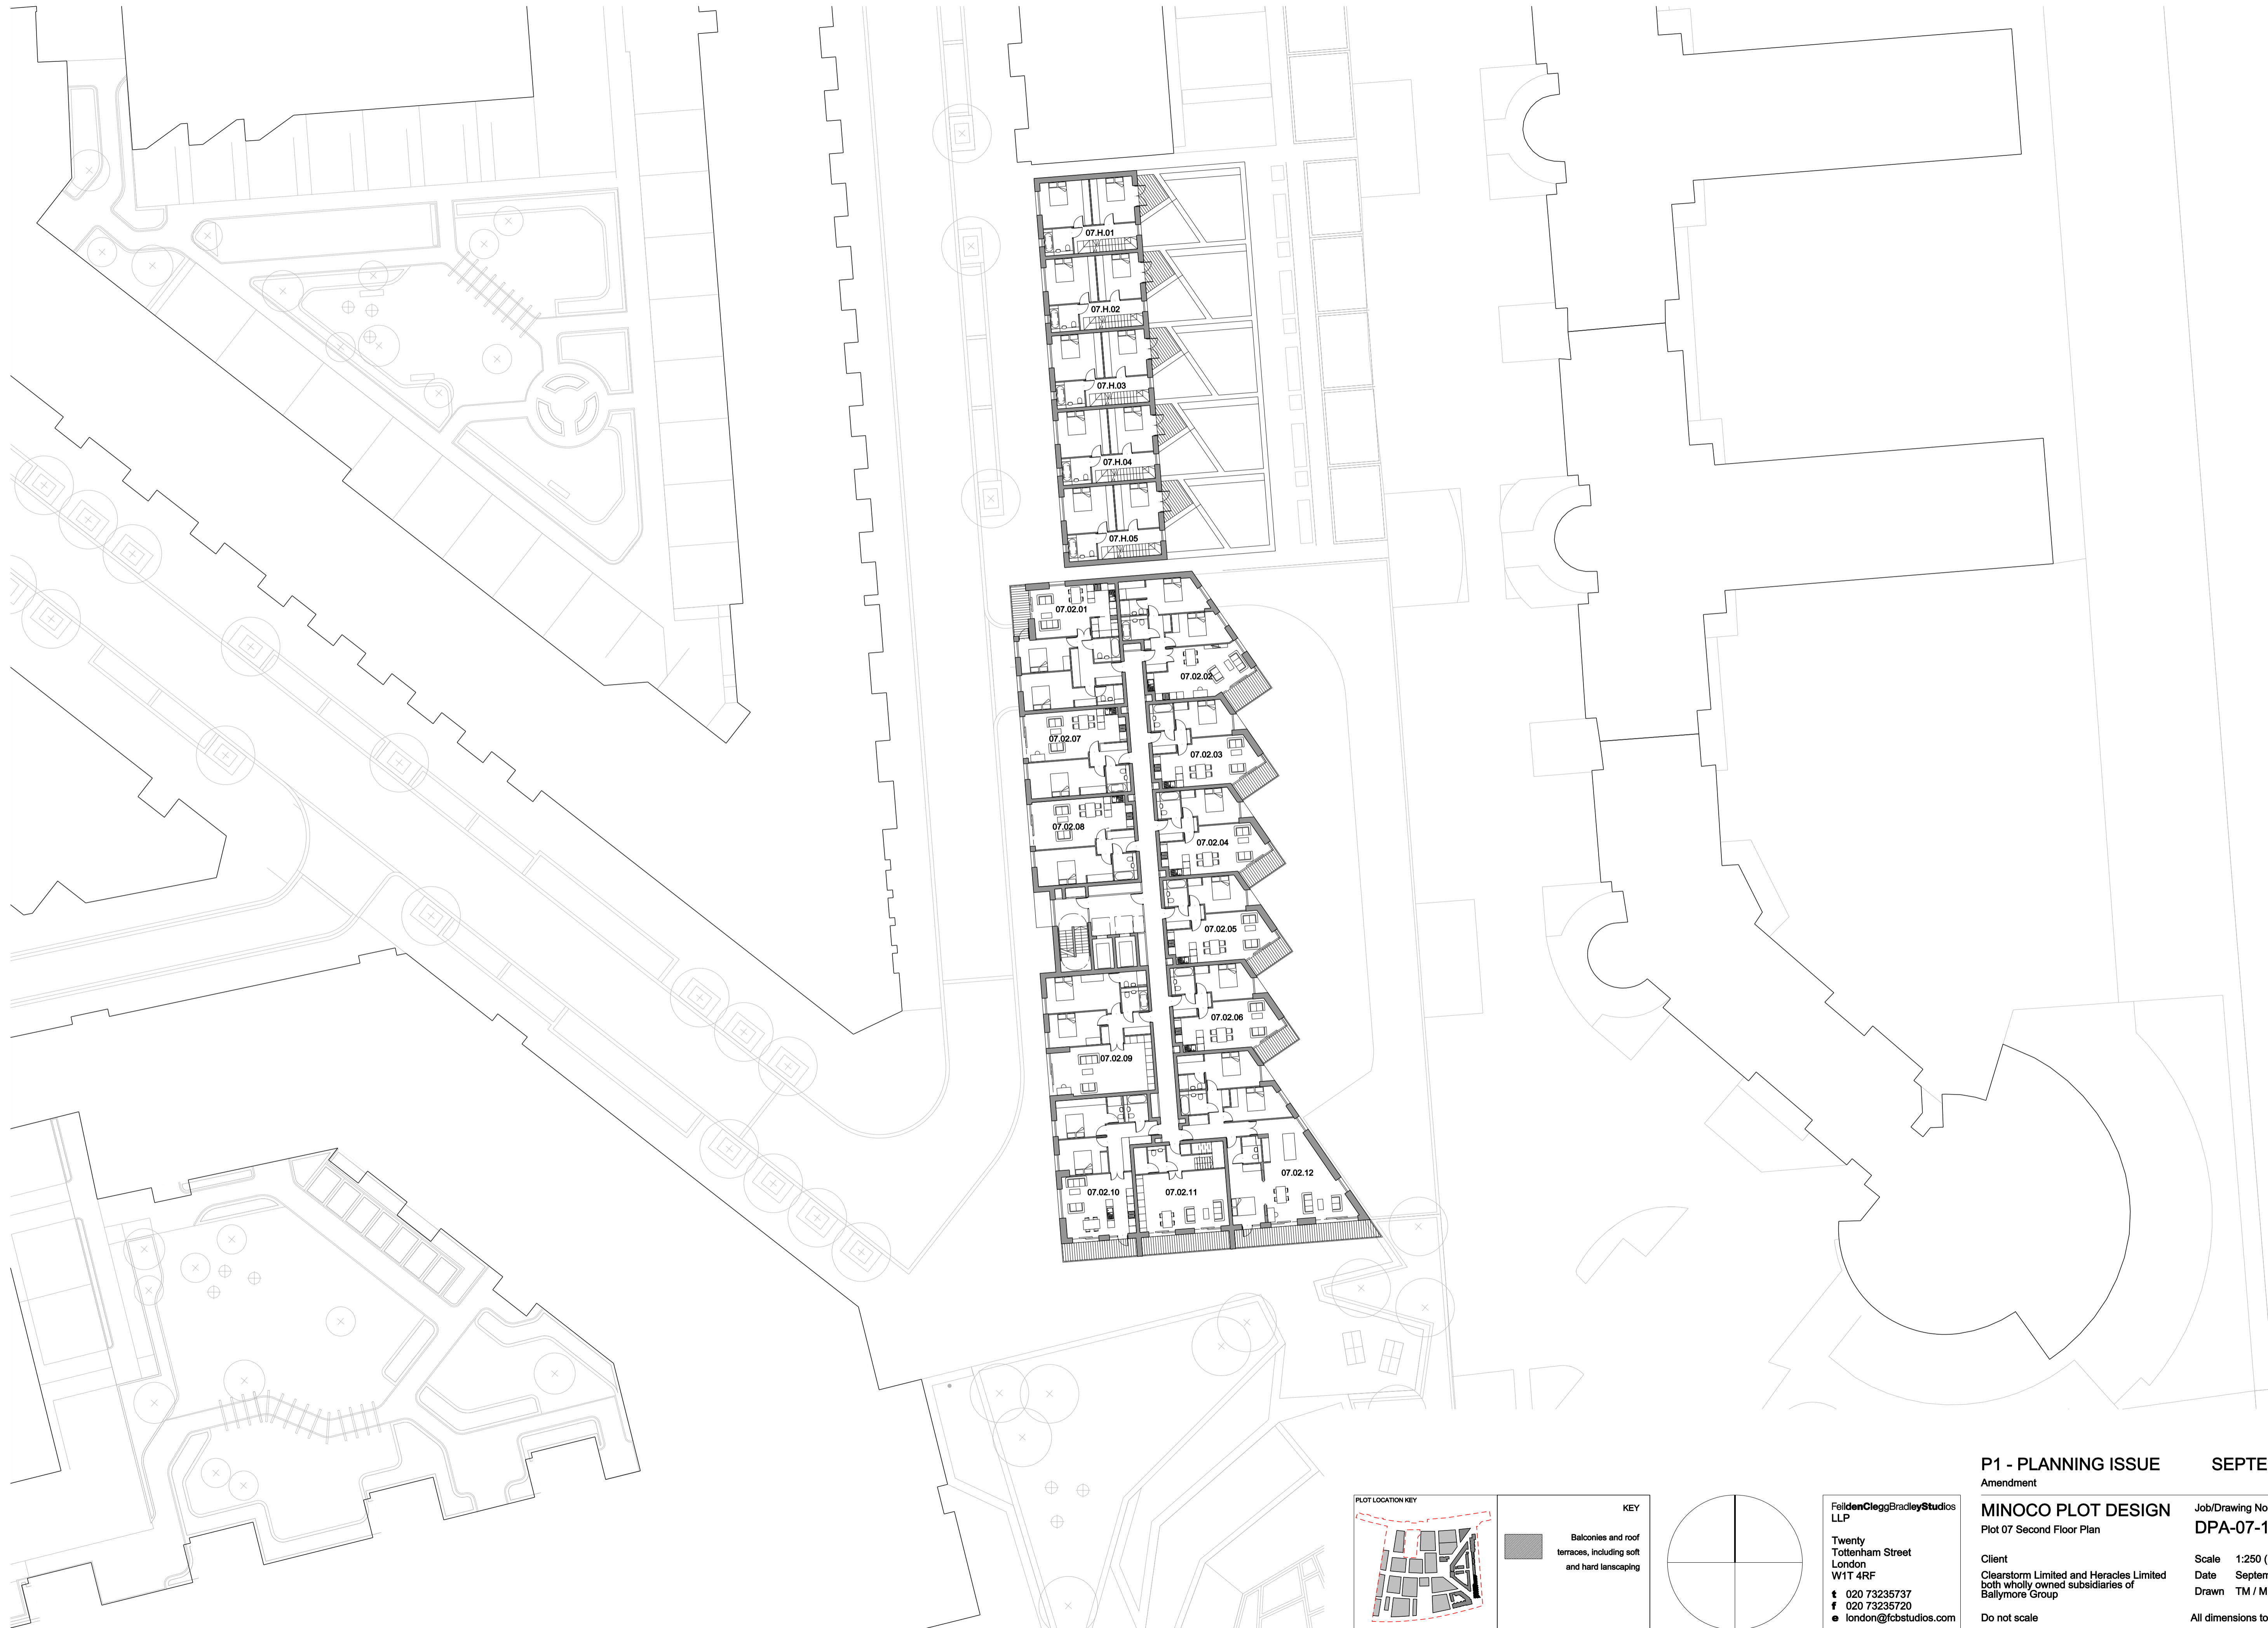 07.H.01
07.H.02
07.H.03
07.H.04
07.H.05
07.02.01
07.02.02
07.02.07
07.02.03
07.02.08
07.02.04
07.02.05
07.02.06
07.02.09
07.02.12
07.02.10
07.02.11
PLOT LOCATION KEY
KEY
Balconies and roof
terraces, including soft
and hard lanscaping
FeildenCleggBradleyStudios
LLP
Twenty
Tottenham Street
London
W1T 4RF
t 020 73235737
f 020 73235720
e london@fcbstudios.com
P1 - PLANNING ISSUE SEPTE
Amendment
MINOCO PLOT DESIGN
Plot 07 Second Floor Plan
Client
Clearstorm Limited and Heracles Limited
both wholly owned subsidiaries of
Ballymore Group
Do not scale
Job/Drawing No
DPA-07-1
Scale 1:250 (
Date Septem
Drawn TM / M
All dimensions to